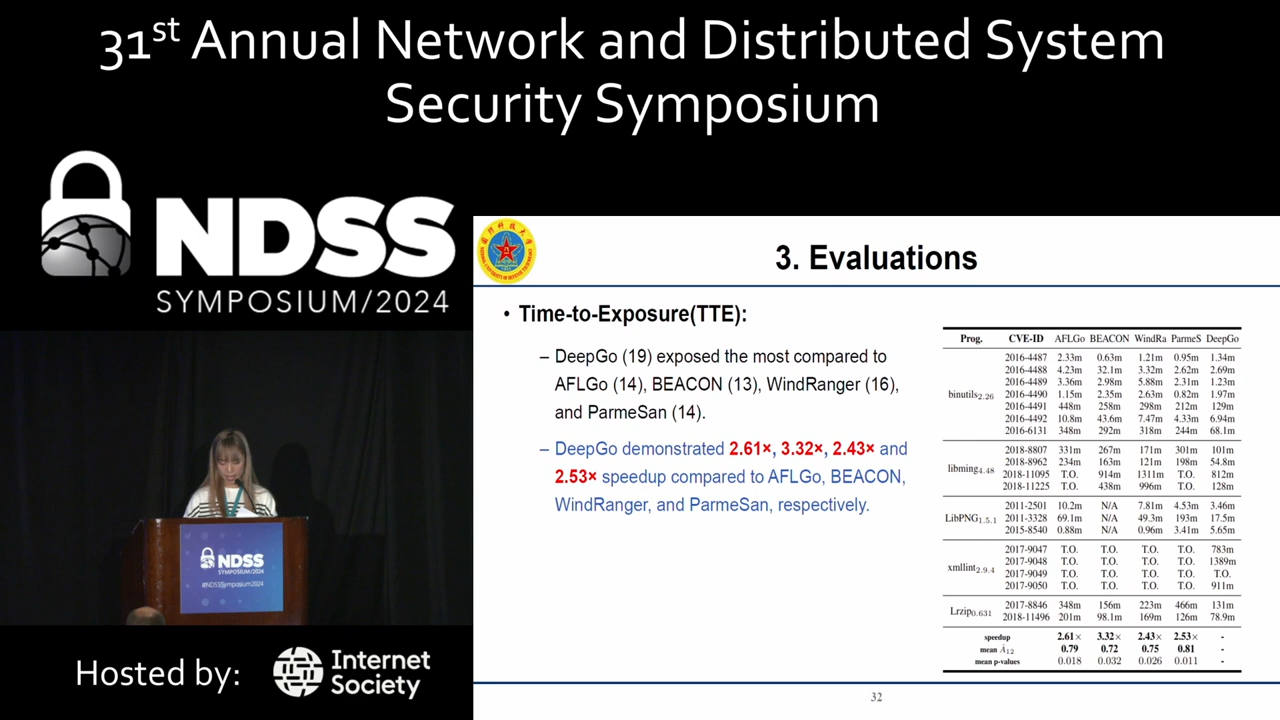 31st Annual Network and Distributed System
Security Symposium
NDSS
SYMPOSIUM/2024
3. Evaluations
• Time-to-Exposure(TTE):
– DeepGo (19) exposed the most compared to
AFLGo (14), BEACON (13), WindRanger (16),
and ParmeSan (14).
– DeepGo demonstrated 2.61×, 3.32×, 2.43× and
2.53× speedup compared to AFLGo, BEACON,
WindRanger, and ParmeSan, respectively.
Prog. CVE-ID AFLGo BEACON WindRa ParmeS DeepGo
binutils2.26
2016-4487 2.33m 0.63m 1.21m 0.95m 1.34m
2016-4488 4.23m 32.1m 3.32m 2.62m 2.69m
2016-4489 3.36m 2.98m 5.88m 2.31m 1.23m
2016-4490 1.15m 2.35m 2.63m 0.82m 1.97m
2016-4491 448m 258m 298m 212m 129m
2016-4492 10.8m 43.6m 7.47m 4.33m 6.94m
2016-6131 348m 292m 318m 244m 68.1m
libming4.48
2018-8807 331m 267m 171m 301m 101m
2018-8962 234m 163m 121m 198m 54.8m
2018-11095 T.O. 914m 1311m T.O. 812m
2018-11225 T.O. 438m 996m T.O. 128m
LibPNG1.5.1
2011-2501 10.2m N/A 7.81m 4.53m 3.46m
2011-3328 69.1m N/A 49.3m 193m 17.5m
2015-8540 0.88m N/A 0.96m 3.41m 5.65m
xmllint2.9.4
2017-9047 T.O. T.O. T.O. T.O. 783m
2017-9048 T.O. T.O. T.O. T.O. 1389m
2017-9049 T.O. T.O. T.O. T.O. T.O.
2017-9050 T.O. T.O. T.O. T.O. 911m
Lrzip0.631
2017-8846 348m 156m 223m 466m 131m
2018-11496 201m 98.1m 169m 126m 78.9m
speedup 2.61× 3.32× 2.43× 2.53× -
mean Â12 0.79 0.72 0.75 0.81 -
mean p-values 0.018 0.032 0.026 0.011 -
32
NDSS
SYMPOSIUM/2024
#NDSSSymposium2024
Hosted by:
Internet
Society